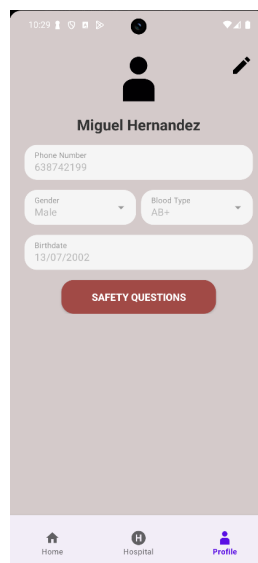 10:29
Miguel Hernandez
Phone Number
638742199
Gender
Male
Blood Type
AB+
Birthdate
13/07/2002
SAFETY QUESTIONS
H
Home
Hospital
Profile